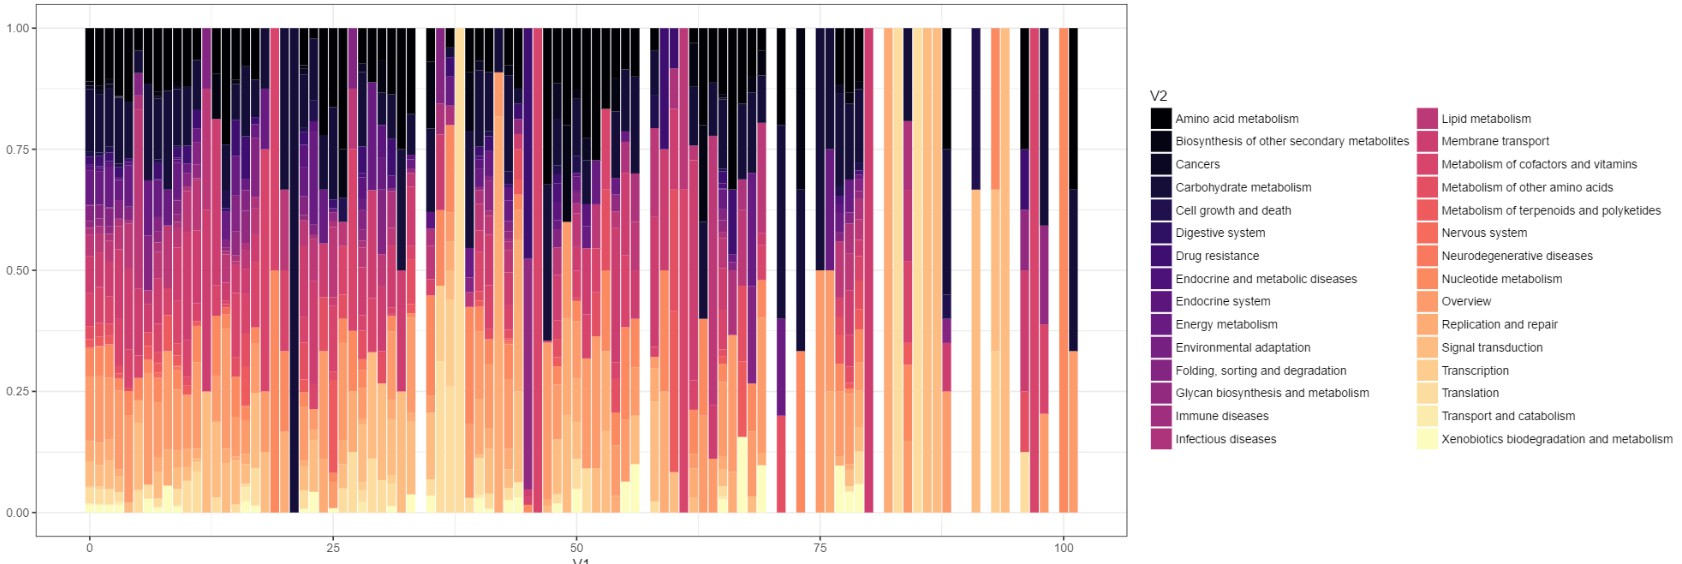 1.00
0.75
0.50
0.25
0.00
0
25
50
75
100
V1
V2
Amino acid metabolism
Biosynthesis of other secondary metabolites
Cancers
Carbohydrate metabolism
Cell growth and death
Digestive system
Drug resistance
Endocrine and metabolic diseases
Endocrine system
Energy metabolism
Environmental adaptation
Folding, sorting and degradation
Glycan biosynthesis and metabolism
Immune diseases
Infectious diseases
Lipid metabolism
Membrane transport
Metabolism of cofactors and vitamins
Metabolism of other amino acids
Metabolism of terpenoids and polyketides
Nervous system
Neurodegenerative diseases
Nucleotide metabolism
Overview
Replication and repair
Signal transduction
Transcription
Translation
Transport and catabolism
Xenobiotics biodegradation and metabolism